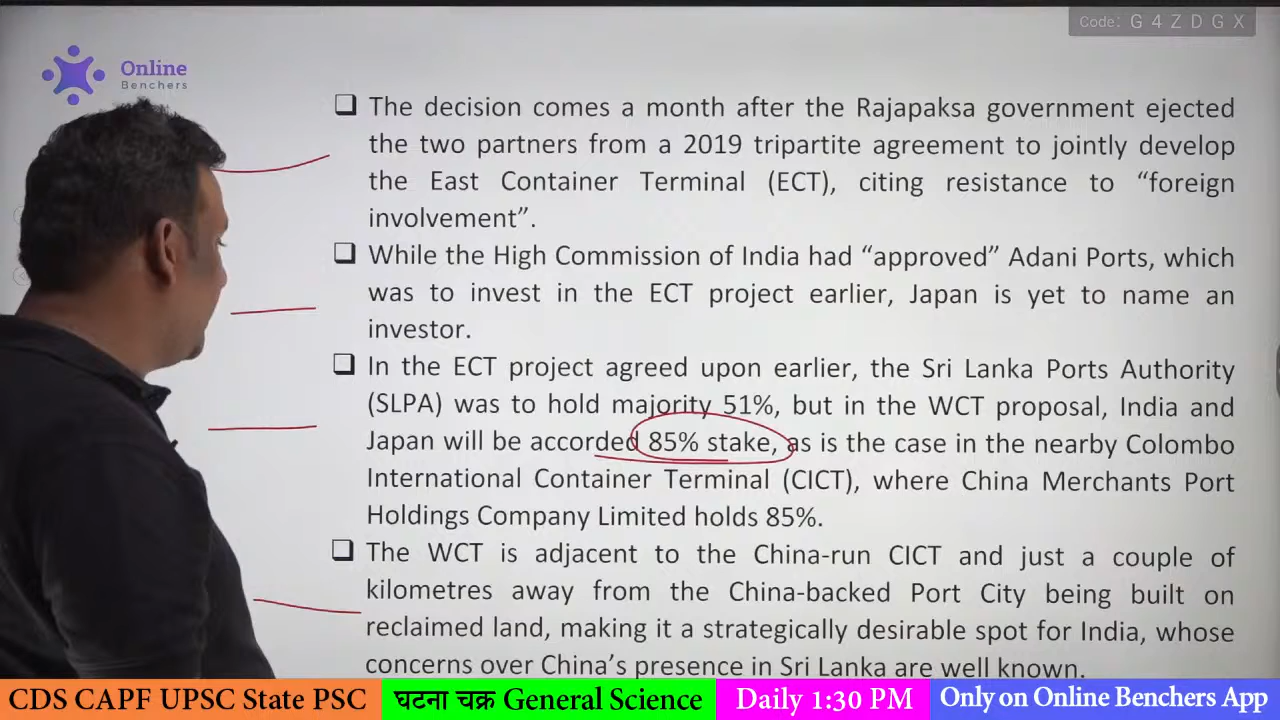 Code: G 4 Z D G X
Online
Benchers
❑ The decision comes a month after the Rajapaksa government ejected
the two partners from a 2019 tripartite agreement to jointly develop
the East Container Terminal (ECT), citing resistance to “foreign
involvement”.
❑ While the High Commission of India had “approved” Adani Ports, which
was to invest in the ECT project earlier, Japan is yet to name an
investor.
❑ In the ECT project agreed upon earlier, the Sri Lanka Ports Authority
(SLPA) was to hold majority 51%, but in the WCT proposal, India and
Japan will be accorded 85% stake, as is the case in the nearby Colombo
International Container Terminal (CICT), where China Merchants Port
Holdings Company Limited holds 85%.
❑ The WCT is adjacent to the China-run CICT and just a couple of
kilometres away from the China-backed Port City being built on
reclaimed land, making it a strategically desirable spot for India, whose
concerns over China’s presence in Sri Lanka are well known.
CDS CAPF UPSC State PSC घटना चक्र General Science Daily 1:30 PM Only on Online Benchers App